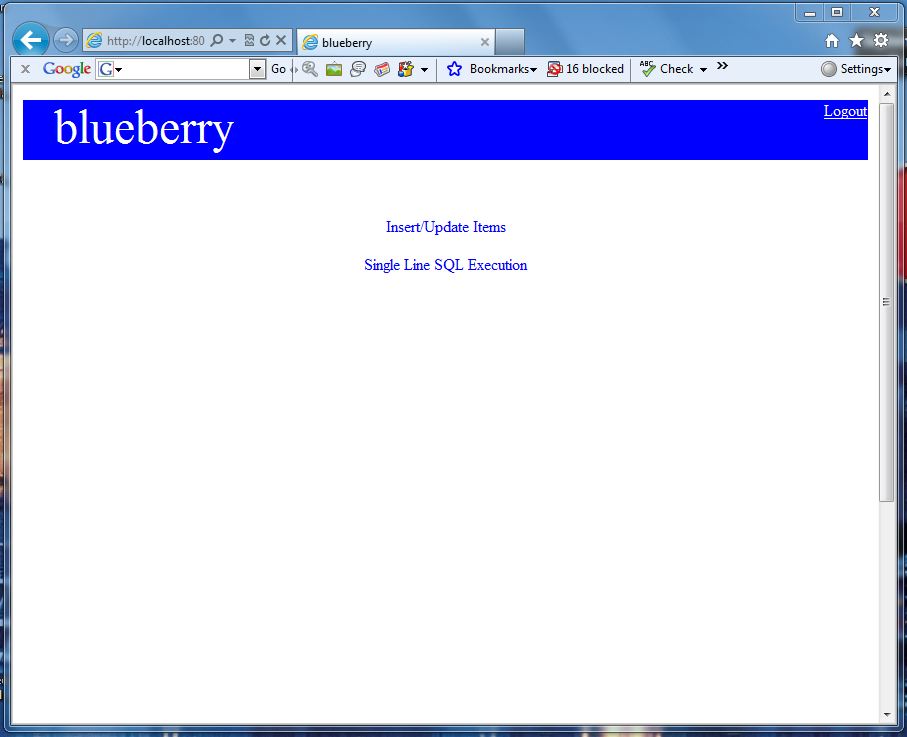 http://localhost:80
blueberry
x Google G Go Bookmarks 16 blocked ABC Check Settings
blueberry
Logout
Insert/Update Items
Single Line SQL Execution